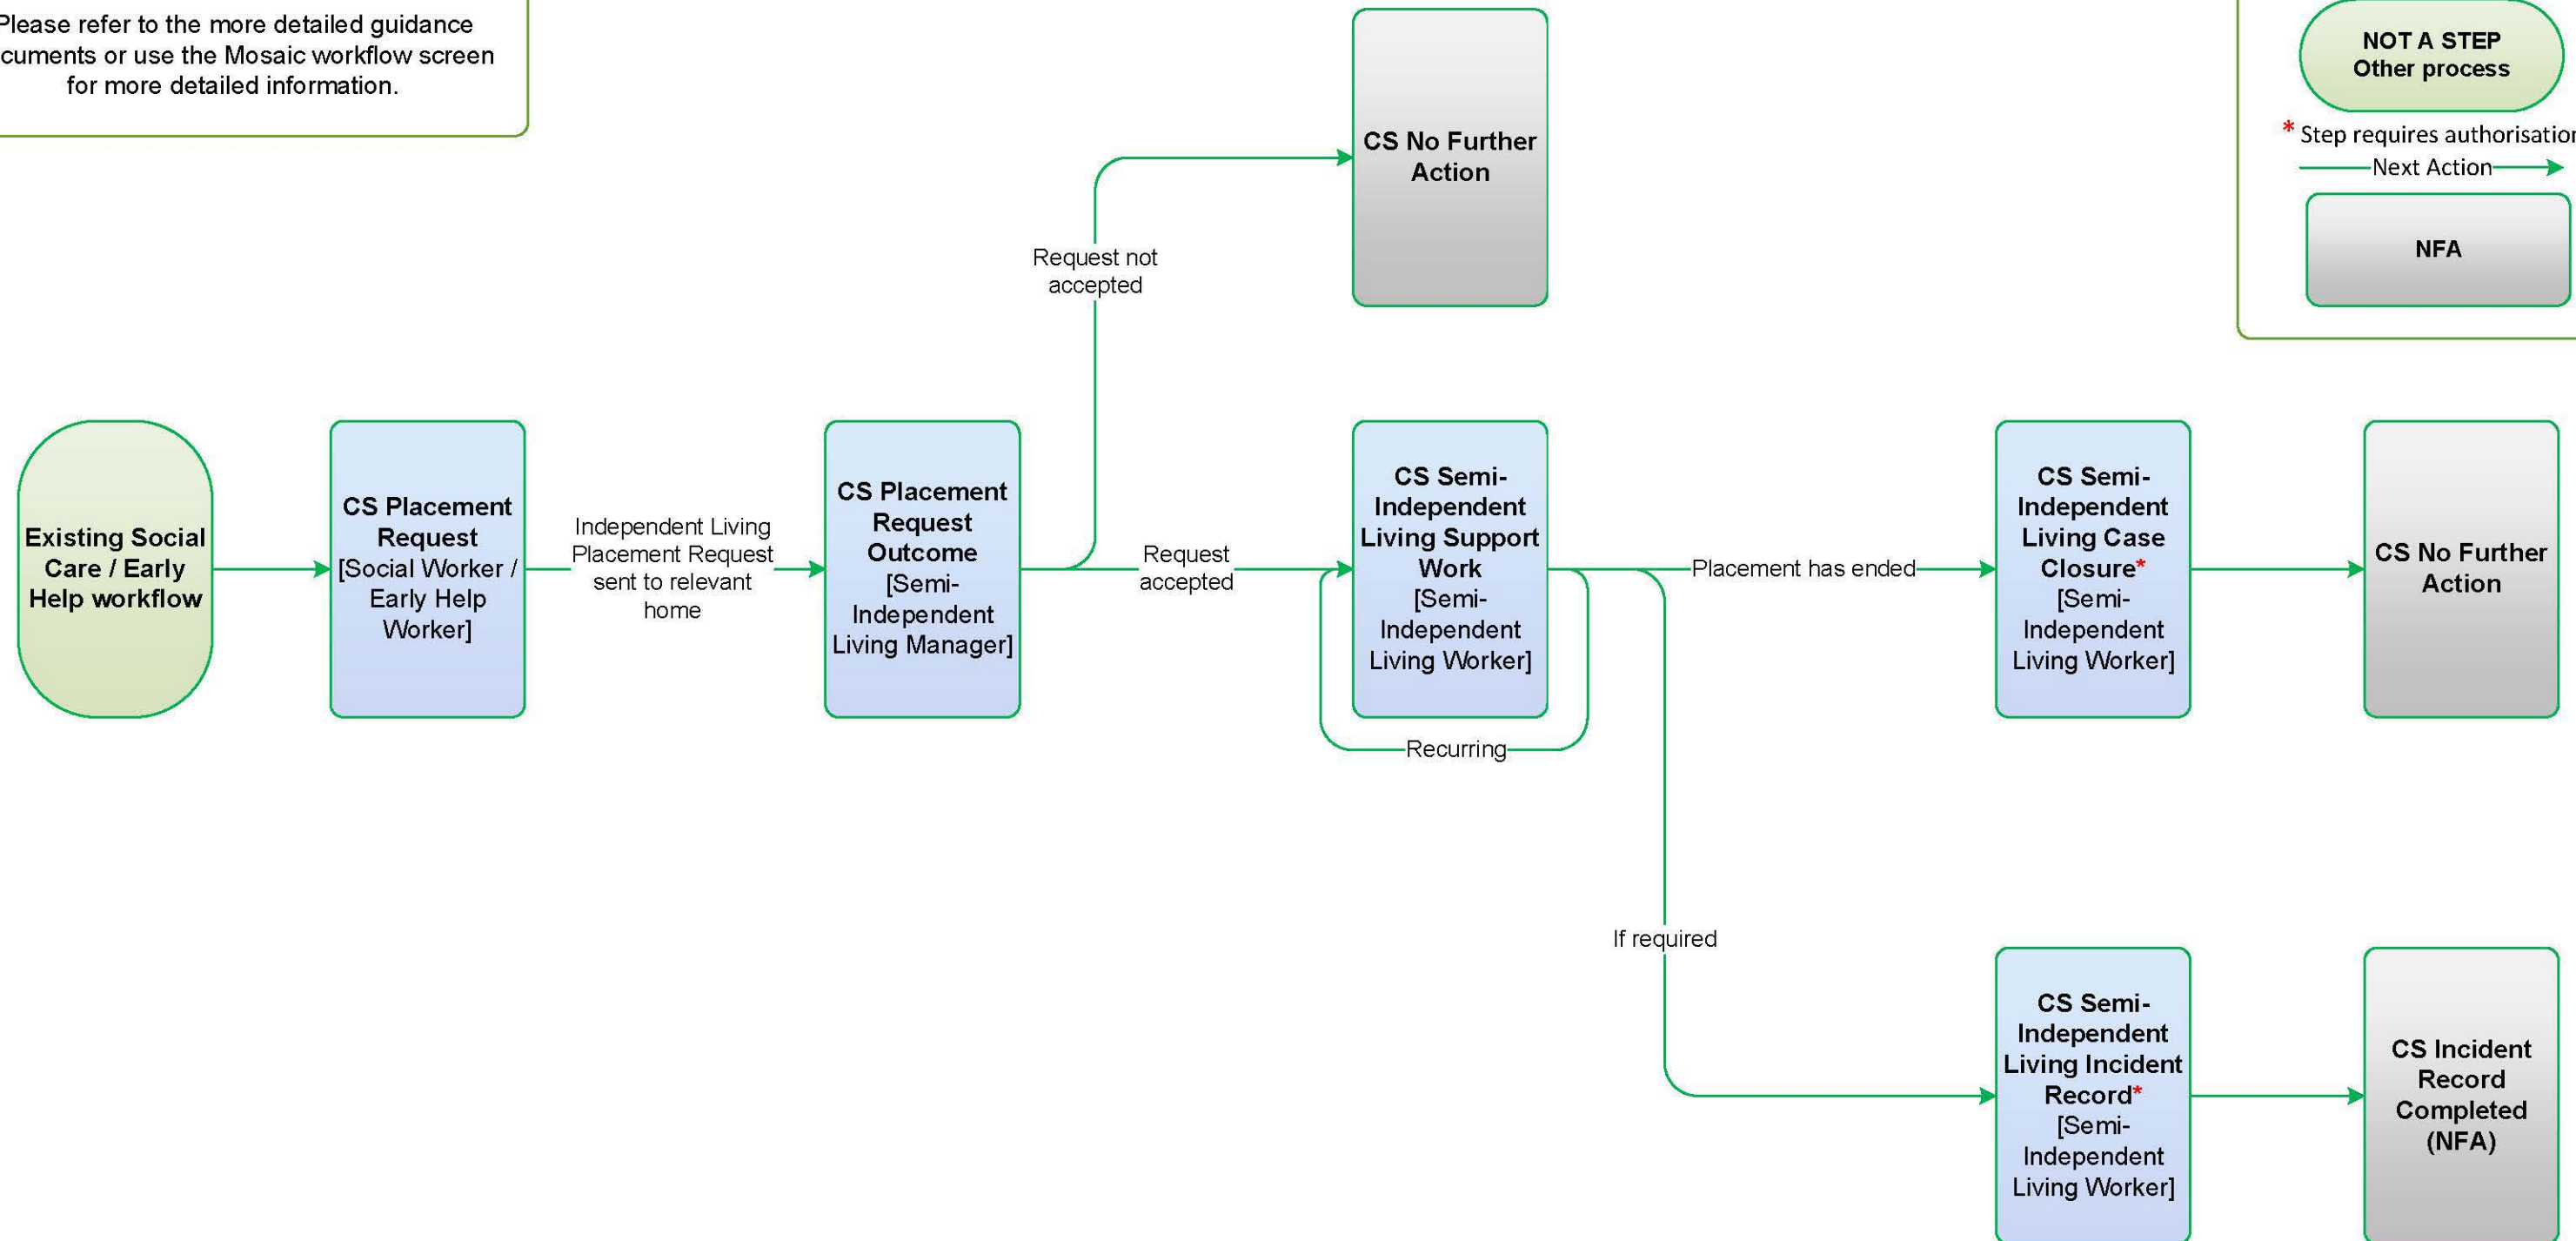 Please refer to the more detailed guidance
cuments or use the Mosaic workflow screen
for more detailed information.
NOT A STEP
Other process
* Step requires authorisation
Next Action
NFA
CS No Further
Action
Request not
accepted
Existing Social
Care / Early
Help workflow
CS Placement
Request
[Social Worker /
Early Help
Worker]
Independent Living
Placement Request
sent to relevant
home
CS Placement
Request
Outcome
[Semi-
Independent
Living Manager]
Request
accepted
CS Semi-
Independent
Living Support
Work
[Semi-
Independent
Living Worker]
Recurring
Placement has ended
CS Semi-
Independent
Living Case
Closure*
[Semi-
Independent
Living Worker]
CS No Further
Action
If required
CS Semi-
Independent
Living Incident
Record*
[Semi-
Independent
Living Worker]
CS Incident
Record
Completed
(NFA)